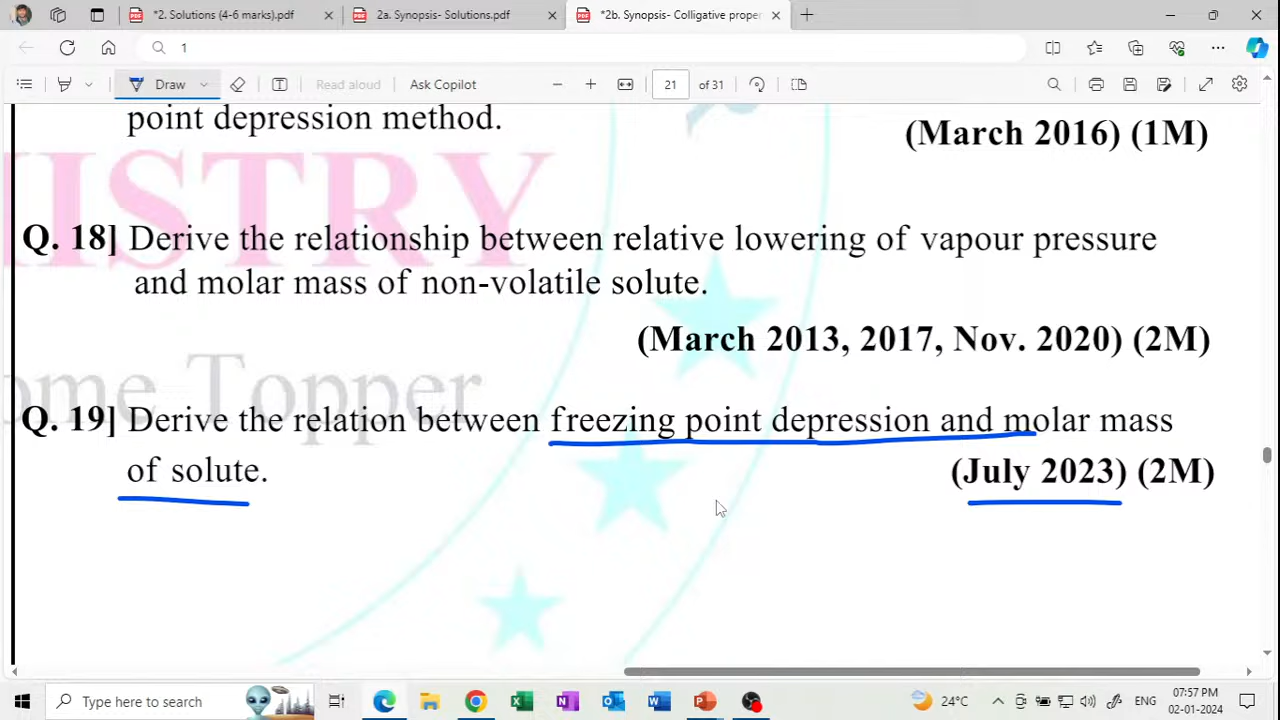 *2. Solutions (4-6 marks).pdf
2a. Synopsis- Solutions.pdf
*2b. Synopsis- Colligative proper
1
Draw
Read aloud
Ask Copilot
21 of 31
point depression method.
(March 2016) (1M)
MISTRY
Q. 18] Derive the relationship between relative lowering of vapour pressure
and molar mass of non-volatile solute.
(March 2013, 2017, Nov. 2020) (2M)
ome Topper
Q. 19] Derive the relation between freezing point depression and molar mass
of solute.
(July 2023) (2M)
Type here to search
24°C
ENG
07:57 PM
02-01-2024